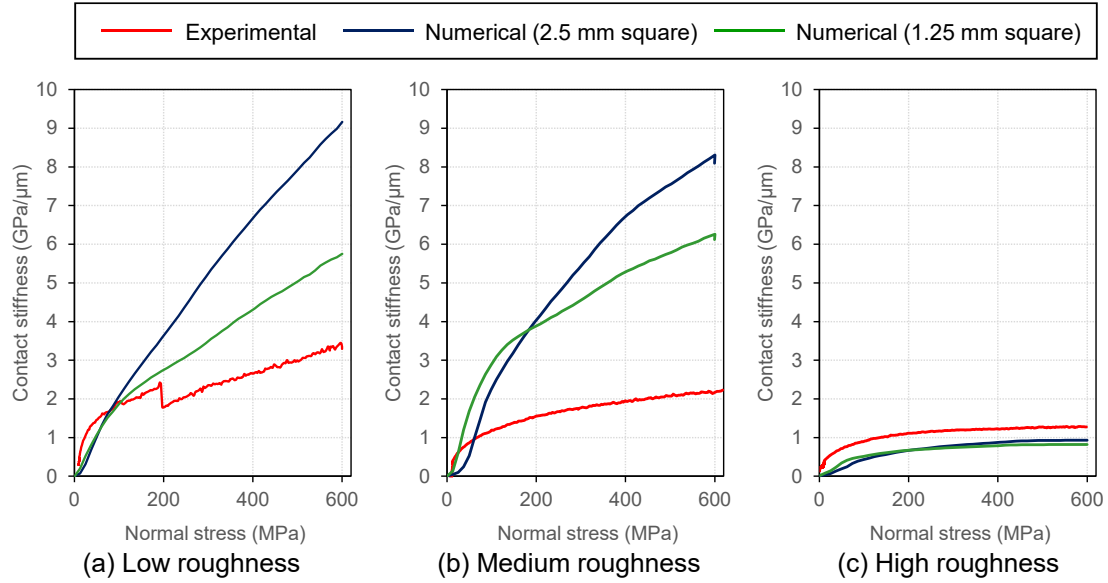 Experimental Numerical (2.5 mm square) Numerical (1.25 mm square)
10
9
8
7
6
5
4
3
2
1
0
0 200 400 600
Contact stiffness (GPa/μm)
Normal stress (MPa)
(a) Low roughness
10
9
8
7
6
5
4
3
2
1
0
0 200 400 600
Contact stiffness (GPa/μm)
Normal stress (MPa)
(b) Medium roughness
10
9
8
7
6
5
4
3
2
1
0
0 200 400 600
Contact stiffness (GPa/μm)
Normal stress (MPa)
(c) High roughness